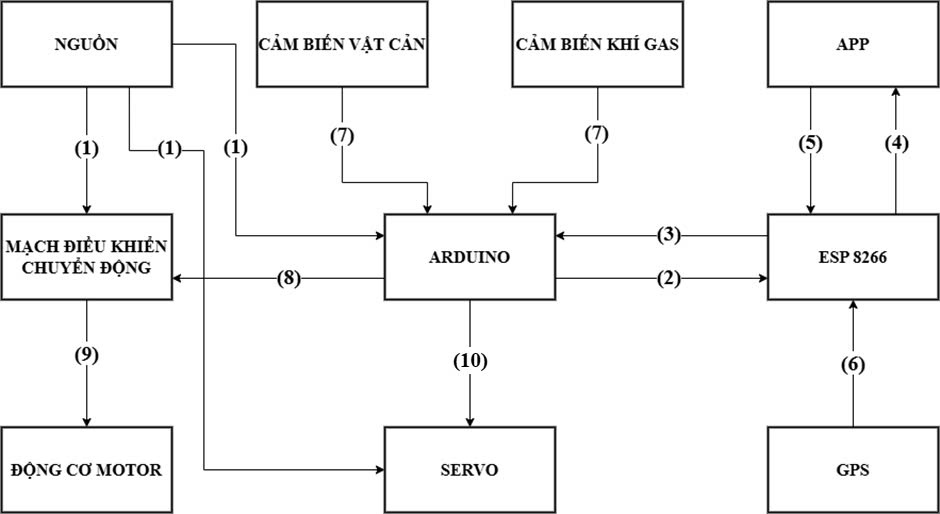 NGUỒN
CẢM BIẾN VẬT CẢN
CẢM BIẾN KHÍ GAS
APP
(1)
(1)
(1)
(7)
(7)
(5)
(4)
MẠCH ĐIỀU KHIỂN
CHUYỂN ĐỘNG
ARDUINO
ESP 8266
(3)
(8)
(2)
(9)
(10)
(6)
ĐỘNG CƠ MOTOR
SERVO
GPS